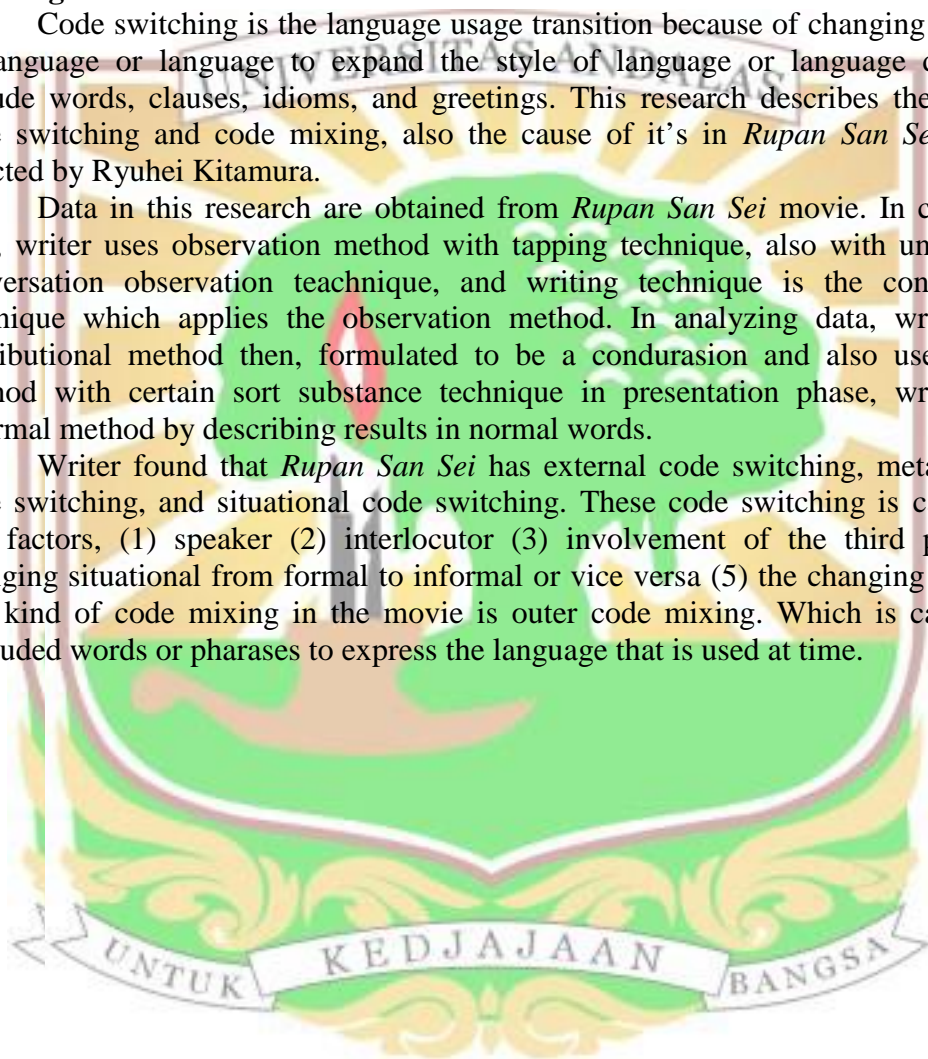 Code switching is the language usage transition because of changing
anguage or language to expand the style of language or language c
ude words, clauses, idioms, and greetings. This research describes the
e switching and code mixing, also the cause of it's in Rupan San Se
cted by Ryuhei Kitamura.
UNIVERSITAS ANDALAS
Data in this research are obtained from Rupan San Sei movie. In c
, writer uses observation method with tapping technique, also with un
versation observation teachnique, and writing technique is the con
nique which applies the observation method. In analyzing data, wr
ributional method then, formulated to be a condurasion and also use
nod with certain sort substance technique in presentation phase, wr
rmal method by describing results in normal words.
Writer found that Rupan San Sei has external code switching, meta
e switching, and situational code switching. These code switching is c
factors, (1) speaker (2) interlocutor (3) involvement of the third p
nging situational from formal to informal or vice versa (5) the changing
kind of code mixing in the movie is outer code mixing. Which is ca
uded words or pharases to express the language that is used at time.
UNTUK KEDJAJAAN BANGSA